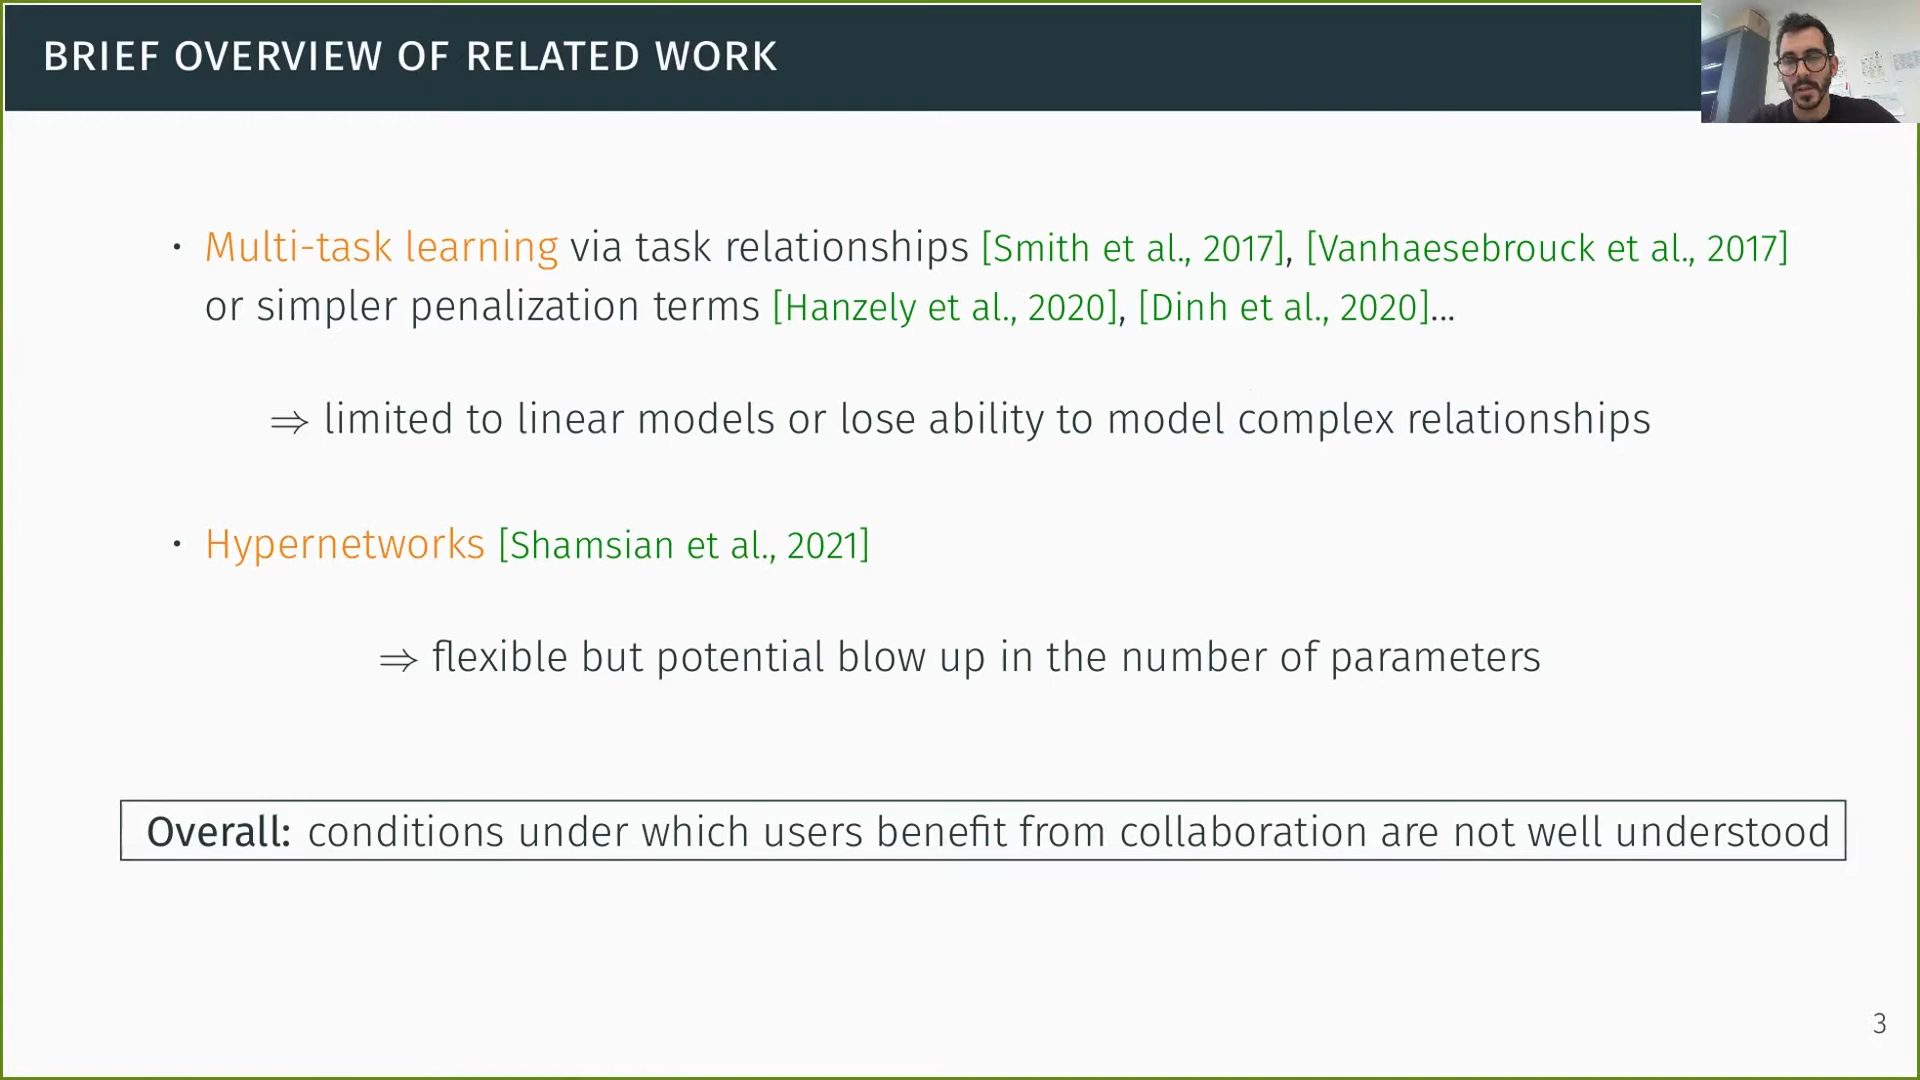 BRIEF OVERVIEW OF RELATED WORK
· Multi-task learning via task relationships [Smith et al., 2017], [Vanhaesebrouck et al., 2017]
or simpler penalization terms [Hanzely et al., 2020], [Dinh et al., 2020]...
⇒ limited to linear models or lose ability to model complex relationships
· Hypernetworks [Shamsian et al., 2021]
⇒ flexible but potential blow up in the number of parameters
Overall: conditions under which users benefit from collaboration are not well understood
3